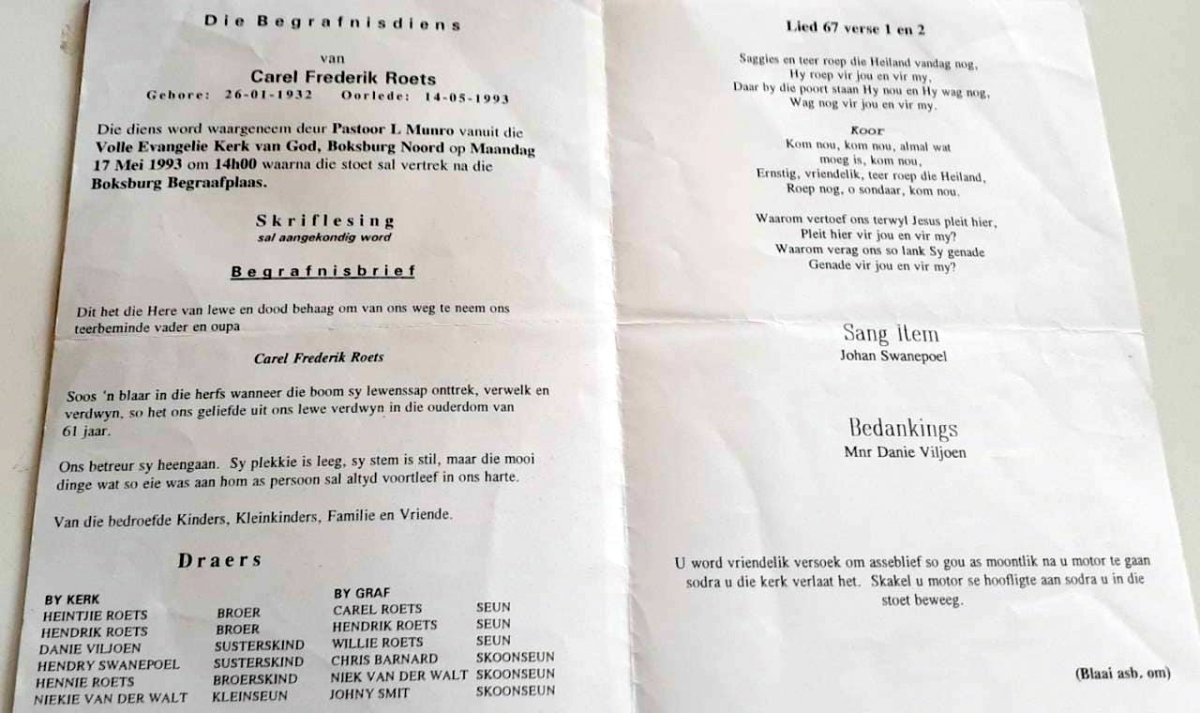 Die Begrafnisdiens
van
Carel Frederik Roets
Gebore: 26-01-1932 Oorlede: 14-05-1993
Die diens word waargeneem deur Pastoor L Munro vanuit die
Volle Evangelie Kerk van God, Boksburg Noord op Maandag
17 Mei 1993 om 14h00 waarna die stoet sal vertrek na die
Boksburg Begraafplaas.
Skriflesing
sal aangekondig word
Begrafnisbrief
Dit het die Here van lewe en dood behaag om van ons weg te neem ons
teerbeminde vader en oupa
Carel Frederik Roets
Soos 'n blaar in die herfs wanneer die boom sy lewenssap onttrek, verwelk en
verdwyn, so het ons geliefde uit ons lewe verdwyn in die ouderdom van
61 jaar.
Ons betreur sy heengaan. Sy plekkie is leeg, sy stem is stil, maar die mooi
dinge wat so eie was aan hom as persoon sal altyd voortleef in ons harte.
Van die bedroefde Kinders, Kleinkinders, Familie en Vriende.
Draers
BY KERK BY GRAF
HEINTJIE ROETS BROER CAREL ROETS SEUN
HENDRIK ROETS BROER HENDRIK ROETS SEUN
DANIE VILJOEN SUSTERSKIND WILLIE ROETS SEUN
HENDRY SWANEPOEL SUSTERSKIND CHRIS BARNARD SKOONSEUN
HENNIE ROETS BROERSKIND NIEK VAN DER WALT SKOONSEUN
NIEKIE VAN DER WALT KLEINSEUN JOHNY SMIT SKOONSEUN
Lied 67 verse 1 en 2
Saggies en teer roep die Heiland vandag nog,
Hy roep vir jou en vir my,
Daar by die poort staan Hy nou en Hy wag nog,
Wag nog vir jou en vir my.
Koor
Kom nou, kom nou, almal wat
moeg is, kom nou,
Ernstig, vriendelik, teer roep die Heiland,
Roep nog, o sondaar, kom nou.
Waarom vertoef ons terwyl Jesus pleit hier,
Pleit hier vir jou en vir my?
Waarom verag ons so lank Sy genade
Genade vir jou en vir my?
Sang item
Johan Swanepoel
Bedankings
Mnr Danie Viljoen
U word vriendelik versoek om asseblief so gou as moontlik na u motor te gaan
sodra u die kerk verlaat het. Skakel u motor se hoofligte aan sodra u in die
stoet beweeg.
(Blaai asb. om)